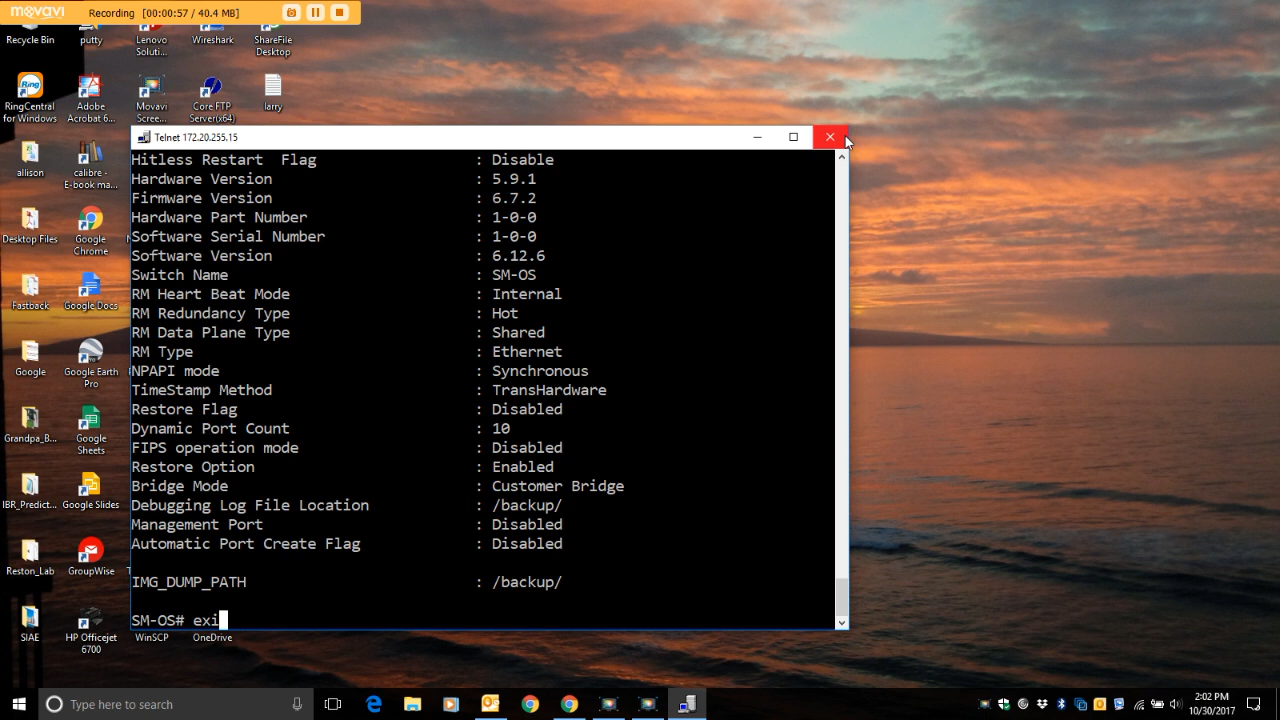 movavi
Recording [00:00:57 / 40.4 MB]
Recycle Bin
putty
Lenovo
Soluti...
Wireshark
ShareFile
Desktop
RingCentral
for Windows
Adobe
Acrobat 6...
Movavi
Scree...
Core FTP
Server(x64)
larry
Ring
allison
calibre -
E-book ma...
Desktop Files
Google
Chrome
Fastback
Google Docs
Google
Google Earth
Pro
Grandpa_B...
Google
Sheets
IBR_Predict...
Google Slides
Reston_Lab
GroupWise
SIAE
HP Officejet
6700
WinSCP
OneDrive
Telnet 172.20.255.15
Hitless Restart Flag : Disable
Hardware Version : 5.9.1
Firmware Version : 6.7.2
Hardware Part Number : 1-0-0
Software Serial Number : 1-0-0
Software Version : 6.12.6
Switch Name : SM-OS
RM Heart Beat Mode : Internal
RM Redundancy Type : Hot
RM Data Plane Type : Shared
RM Type : Ethernet
NPAPI mode : Synchronous
TimeStamp Method : TransHardware
Restore Flag : Disabled
Dynamic Port Count : 10
FIPS operation mode : Disabled
Restore Option : Enabled
Bridge Mode : Customer Bridge
Debugging Log File Location : /backup/
Management Port : Disabled
Automatic Port Create Flag : Disabled
IMG_DUMP_PATH : /backup/
SM-OS# exi
Type here to search
2:02 PM
10/30/2017